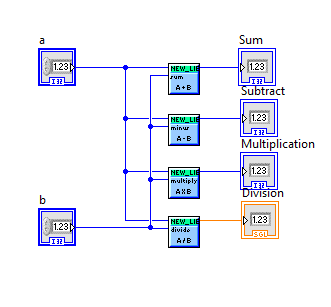 a
1.23
I32
Sum
NEW_LIB
sum
A+B
1.23
I32
Subtract
NEW_LIB
minus
A-B
1.23
I32
Multiplication
NEW_LIB
multiply
AXB
1.23
I32
b
1.23
I32
Division
NEW_LIB
divide
A/B
1.23
SGL